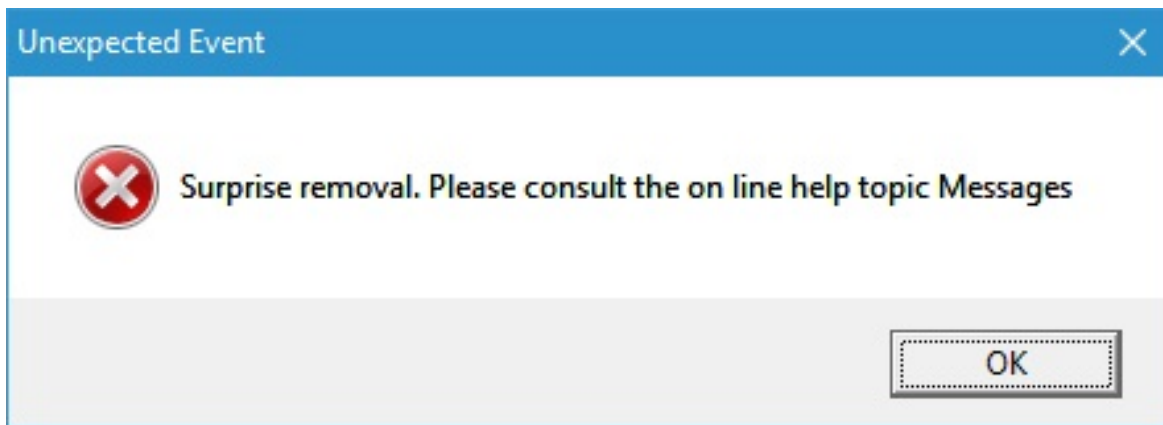 Unexpected Event
Surprise removal. Please consult the on line help topic Messages
OK